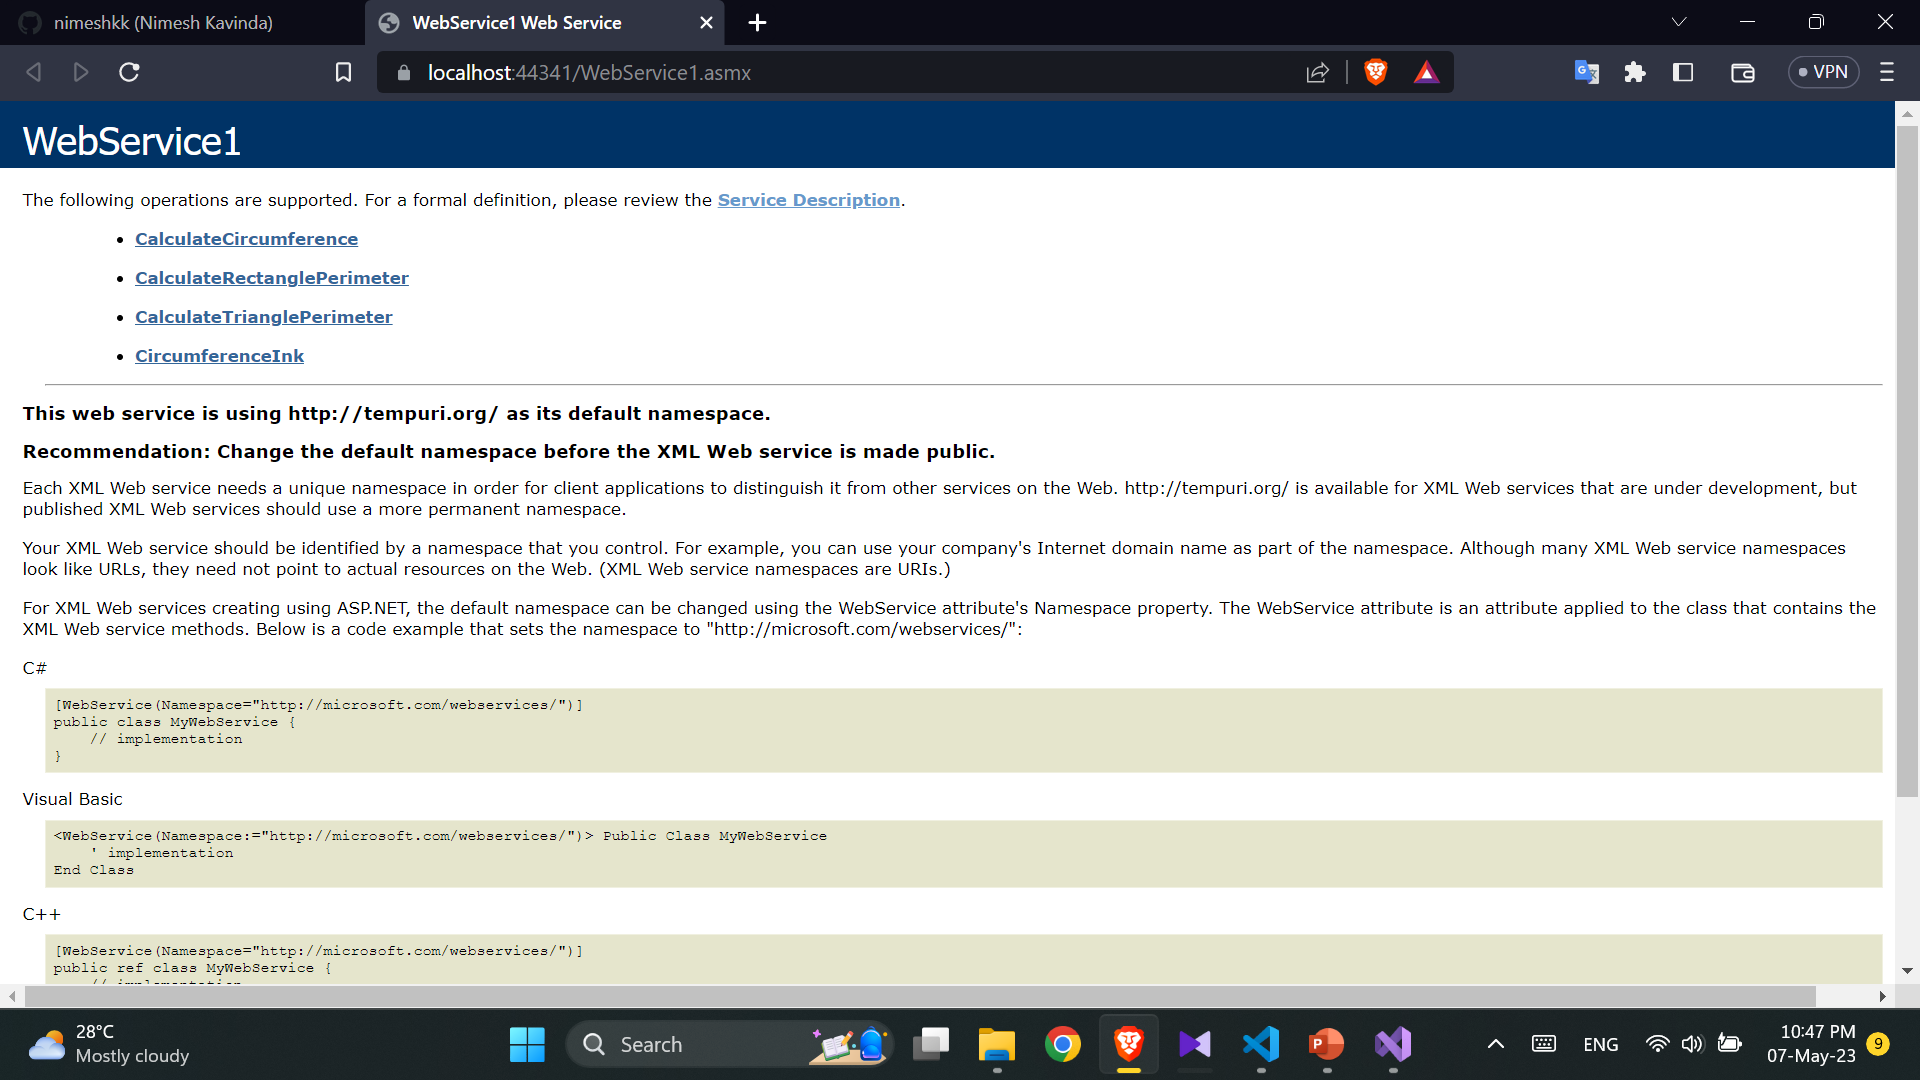 nimeshkk (Nimesh Kavinda)
WebService1 Web Service
localhost:44341/WebService1.asmx
VPN
WebService1
The following operations are supported. For a formal definition, please review the Service Description.
CalculateCircumference
CalculateRectanglePerimeter
CalculateTrianglePerimeter
CircumferenceInk
This web service is using http://tempuri.org/ as its default namespace.
Recommendation: Change the default namespace before the XML Web service is made public.
Each XML Web service needs a unique namespace in order for client applications to distinguish it from other services on the Web. http://tempuri.org/ is available for XML Web services that are under development, but
published XML Web services should use a more permanent namespace.
Your XML Web service should be identified by a namespace that you control. For example, you can use your company's Internet domain name as part of the namespace. Although many XML Web service namespaces
look like URLs, they need not point to actual resources on the Web. (XML Web service namespaces are URIs.)
For XML Web services creating using ASP.NET, the default namespace can be changed using the WebService attribute's Namespace property. The WebService attribute is an attribute applied to the class that contains the
XML Web service methods. Below is a code example that sets the namespace to "http://microsoft.com/webservices/":
C#
[WebService(Namespace="http://microsoft.com/webservices/")]
public class MyWebService {
    // implementation
}
Visual Basic
<WebService(Namespace:="http://microsoft.com/webservices/")> Public Class MyWebService
    ' implementation
End Class
C++
[WebService(Namespace="http://microsoft.com/webservices/")]
public ref class MyWebService {
    // implementation
28°C
Mostly cloudy
Search
ENG
10:47 PM
07-May-23
9